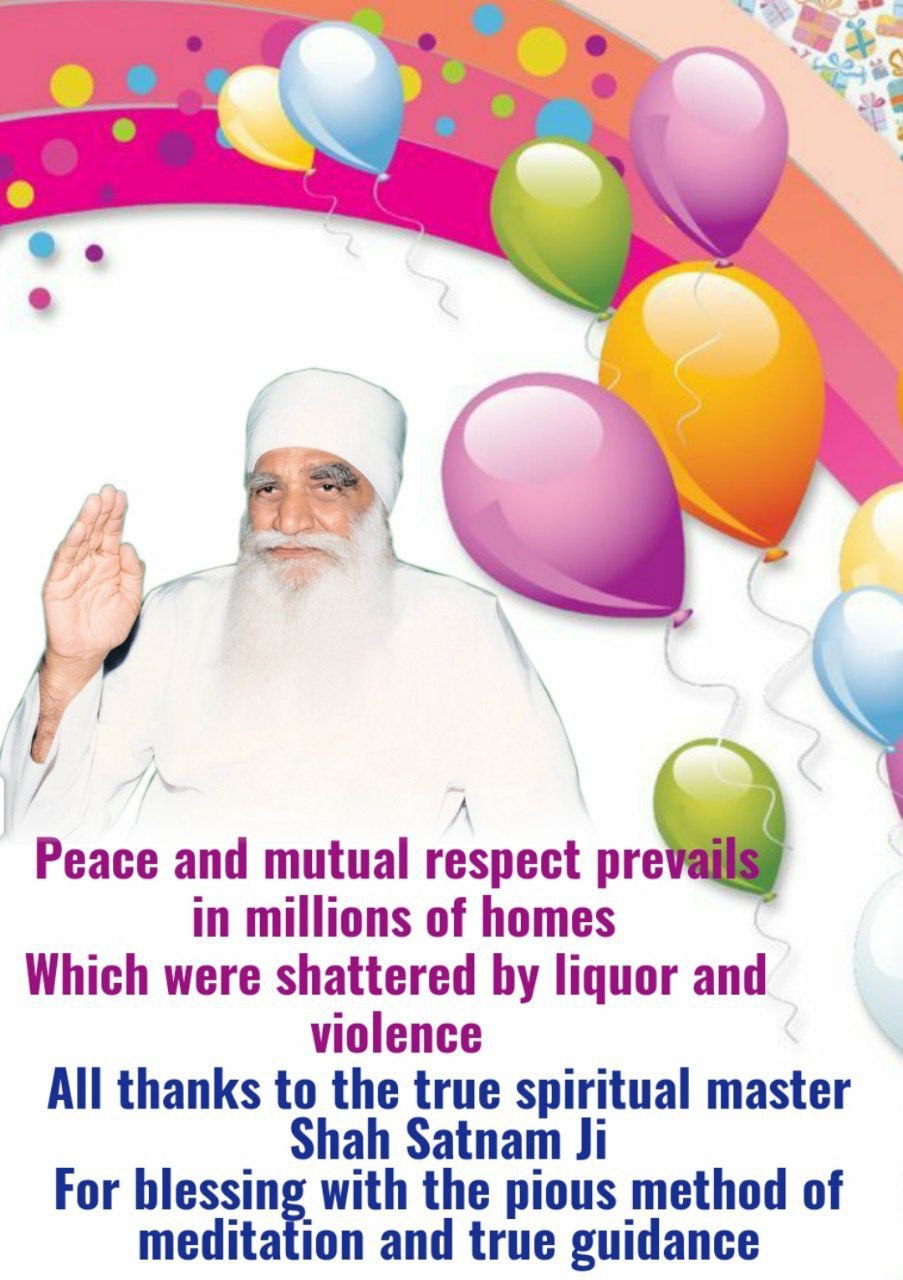 Peace and mutual respect prevails
in millions of homes
Which were shattered by liquor and
violence
All thanks to the true spiritual master
Shah Satnam Ji
For blessing with the pious method of
meditation and true guidance